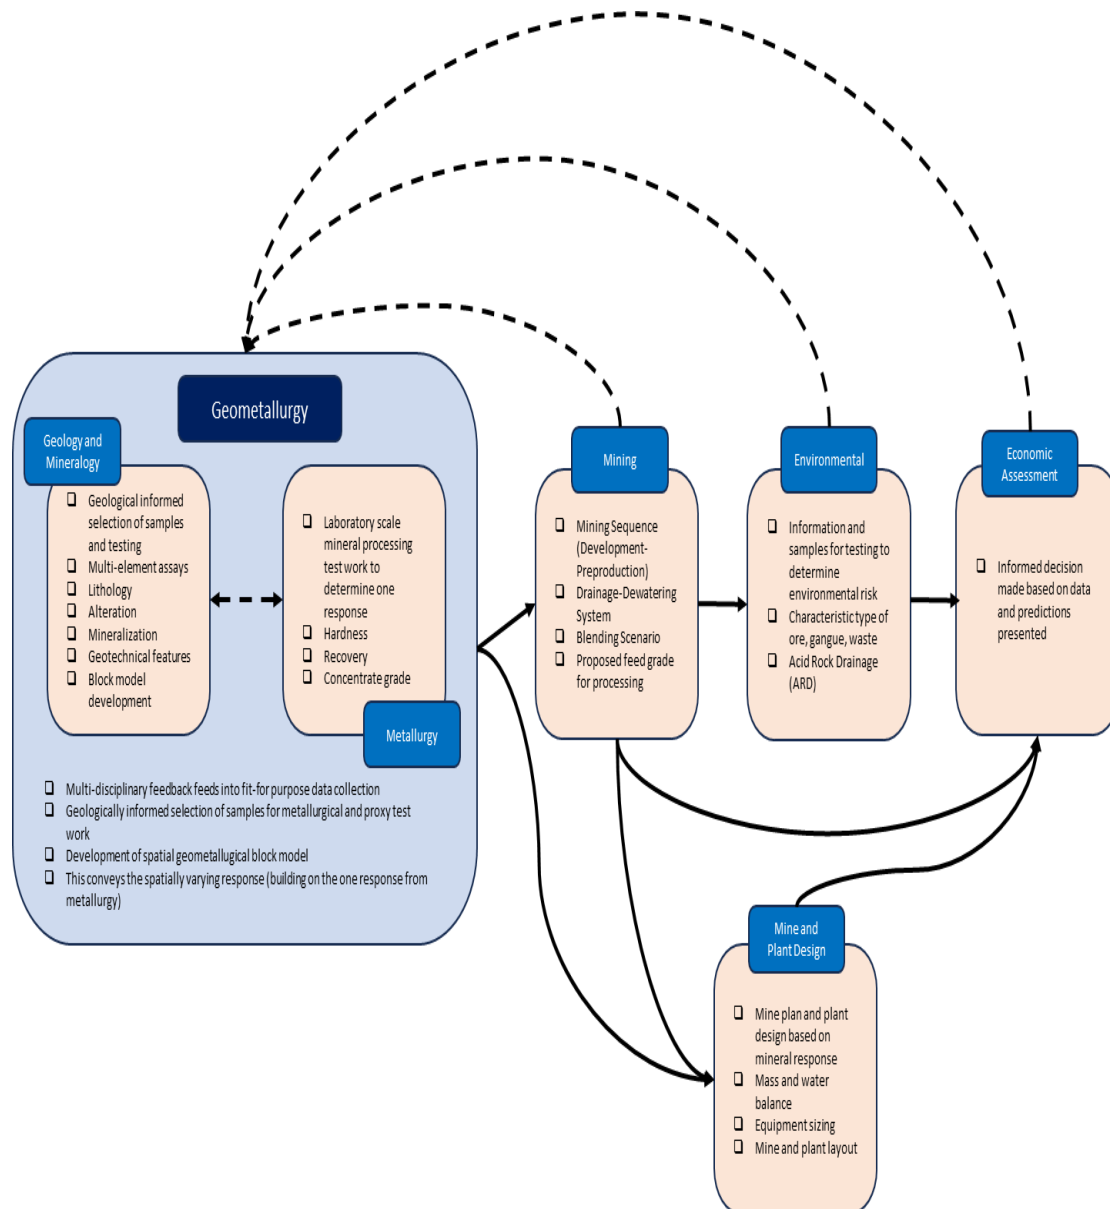 Geometallurgy
Geology and
Mineralogy
❑ Geological informed
selection of samples
and testing
❑ Multi-element assays
❑ Lithology
❑ Alteration
❑ Mineralization
❑ Geotechnical features
❑ Block model
development
❑ Laboratory scale
mineral processing
test work to
determine one
response
❑ Hardness
❑ Recovery
❑ Concentrate grade
Metallurgy
❑ Multi-disciplinary feedback feeds into fit-for purpose data collection
❑ Geologically informed selection of samples for metallurgical and proxy test
work
❑ Development of spatial geometallugical block model
❑ This conveys the spatially varying response (building on the one response from
metallurgy)
Mining
❑ Mining Sequence
(Development-
Preproduction)
❑ Drainage-Dewatering
System
❑ Blending Scenario
❑ Proposed feed grade
for processing
Environmental
❑ Information and
samples for testing to
determine
environmental risk
❑ Characteristic type of
ore, gangue, waste
❑ Acid Rock Drainage
(ARD)
Economic
Assessment
❑ Informed decision
made based on data
and predictions
presented
Mine and
Plant Design
❑ Mine plan and plant
design based on
mineral response
❑ Mass and water
balance
❑ Equipment sizing
❑ Mine and plant layout